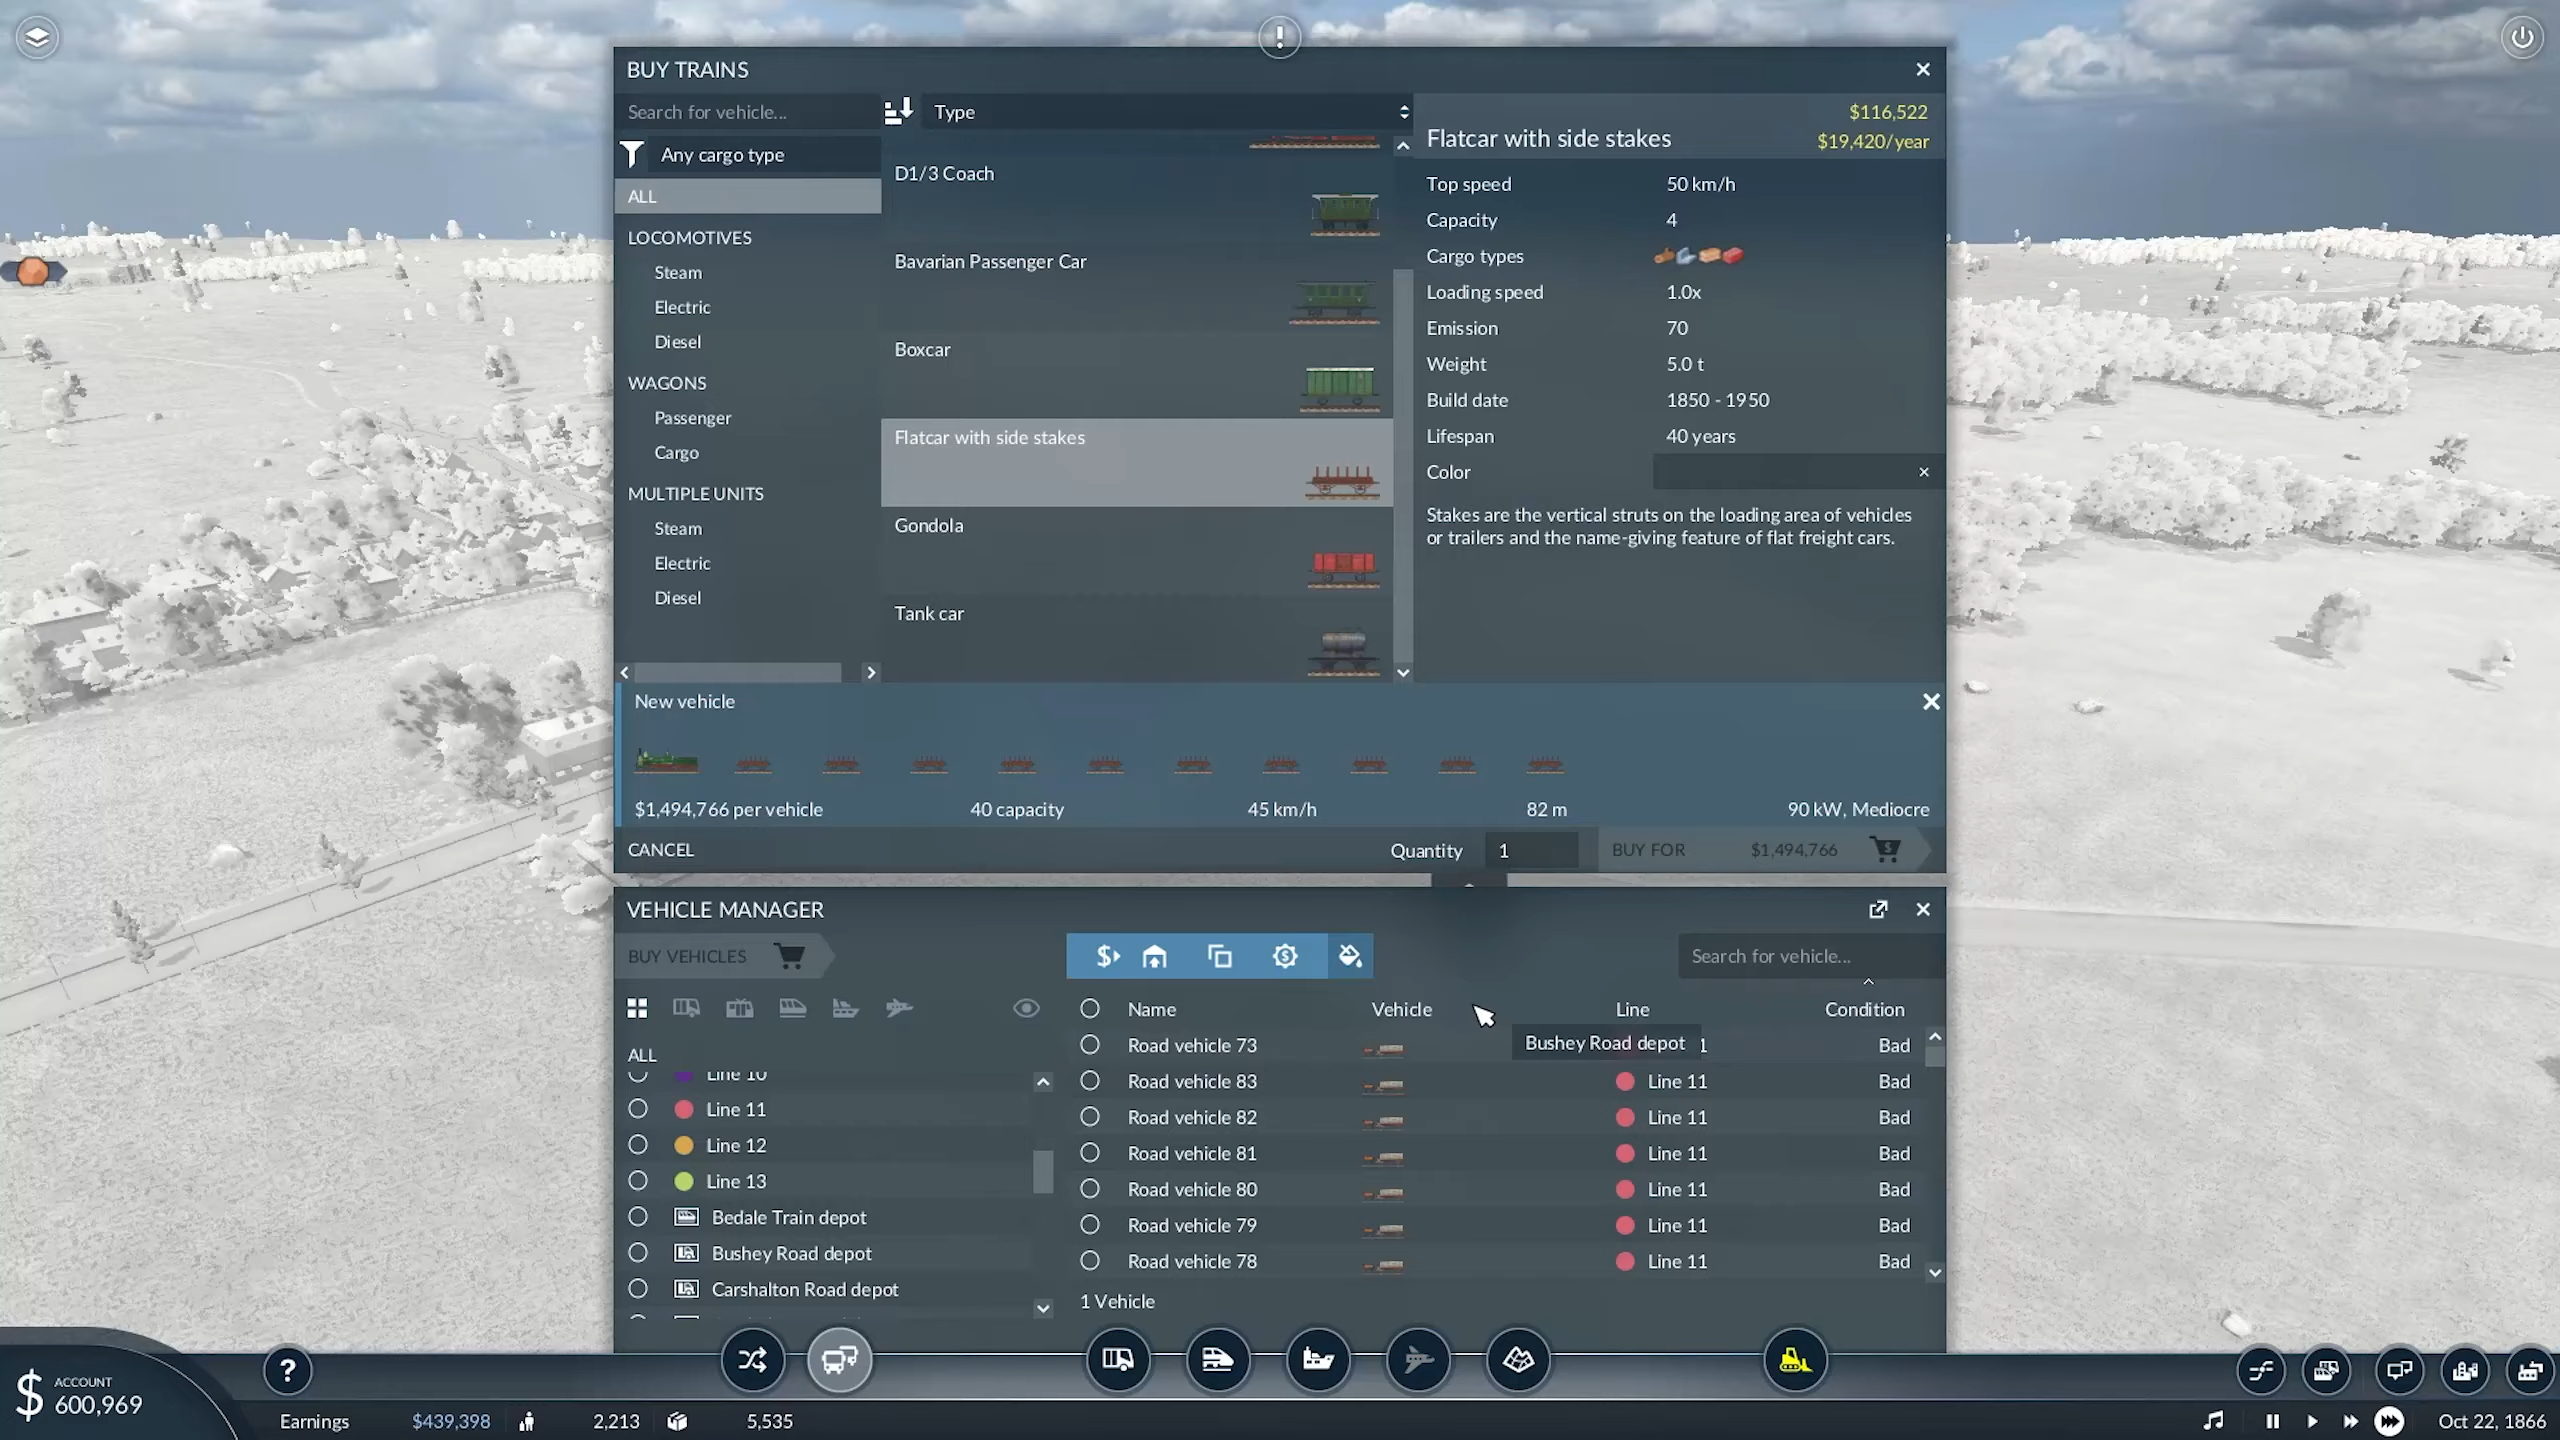 BUY TRAINS
Search for vehicle...
Type
Any cargo type
ALL
LOCOMOTIVES
Steam
Electric
Diesel
WAGONS
Passenger
Cargo
MULTIPLE UNITS
Steam
Electric
Diesel
D1/3 Coach
Bavarian Passenger Car
Boxcar
Flatcar with side stakes
Gondola
Tank car
$116,522
Flatcar with side stakes
$19,420/year
Top speed 50 km/h
Capacity 4
Cargo types
Loading speed 1.0x
Emission 70
Weight 5.0 t
Build date 1850 - 1950
Lifespan 40 years
Color
Stakes are the vertical struts on the loading area of vehicles
or trailers and the name-giving feature of flat freight cars.
New vehicle
$1,494,766 per vehicle 40 capacity 45 km/h 82 m 90 kW, Mediocre
CANCEL Quantity 1 BUY FOR $1,494,766
VEHICLE MANAGER
BUY VEHICLES
Search for vehicle...
ALL
Line 10
Line 11
Line 12
Line 13
Bedale Train depot
Bushey Road depot
Carshalton Road depot
Name Vehicle Line Condition
Road vehicle 73 1 Bad
Bushey Road depot
Road vehicle 83 Line 11 Bad
Road vehicle 82 Line 11 Bad
Road vehicle 81 Line 11 Bad
Road vehicle 80 Line 11 Bad
Road vehicle 79 Line 11 Bad
Road vehicle 78 Line 11 Bad
1 Vehicle
ACCOUNT
$ 600,969
?
Earnings $439,398 2,213 5,535
Oct 22, 1866